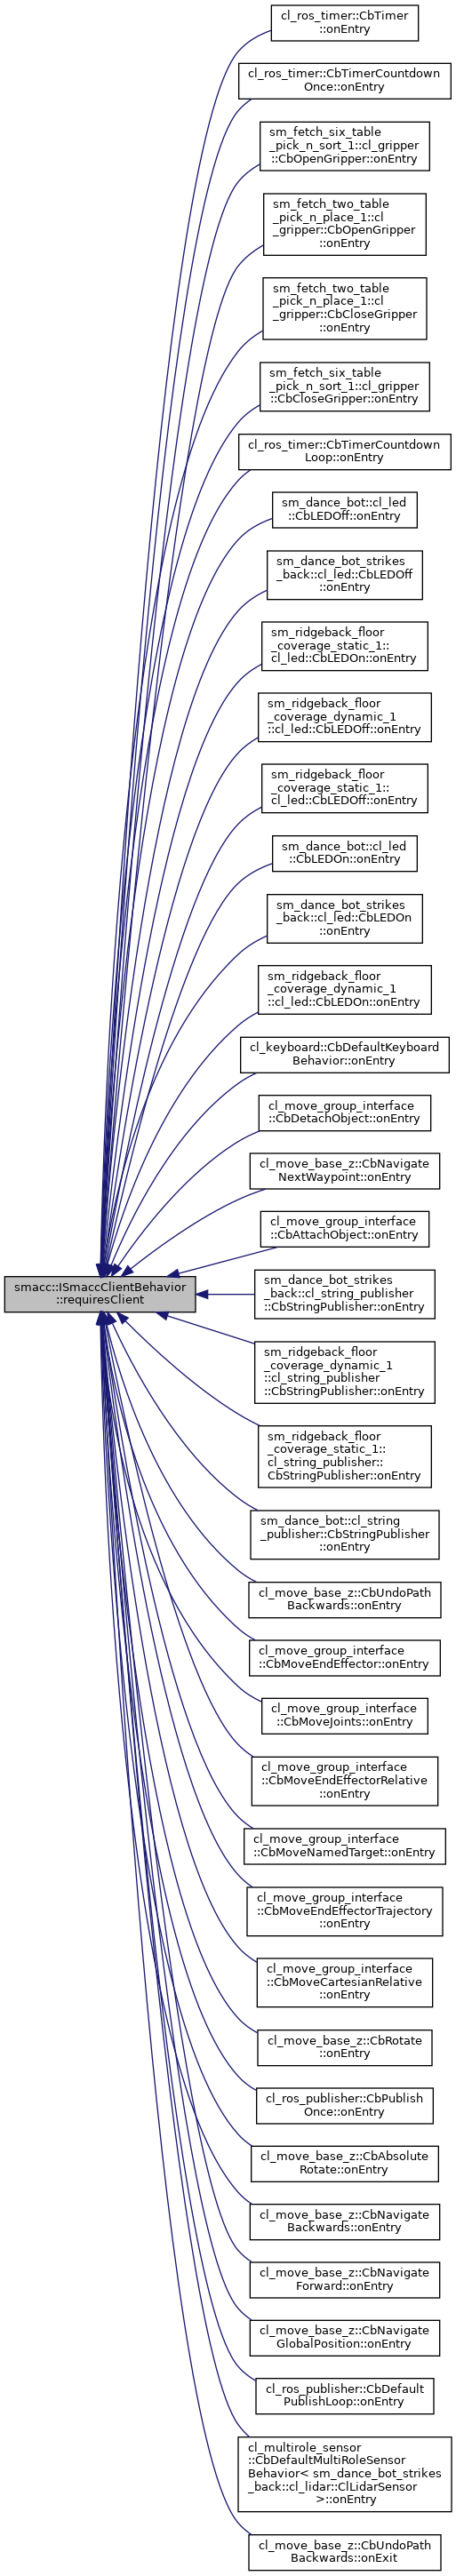 cl_ros_timer::CbTimer
::onEntry
cl_ros_timer::CbTimerCountdown
Once::onEntry
sm_fetch_six_table
_pick_n_sort_1::cl_gripper
::CbOpenGripper::onEntry
sm_fetch_two_table
_pick_n_place_1::cl
_gripper::CbOpenGripper
::onEntry
sm_fetch_two_table
_pick_n_place_1::cl
_gripper::CbCloseGripper
::onEntry
sm_fetch_six_table
_pick_n_sort_1::cl_gripper
::CbCloseGripper::onEntry
cl_ros_timer::CbTimerCountdown
Loop::onEntry
sm_dance_bot::cl_led
::CbLEDOff::onEntry
sm_dance_bot_strikes
_back::cl_led::CbLEDOff
::onEntry
sm_ridgeback_floor
_coverage_static_1::
cl_led::CbLEDOn::onEntry
sm_ridgeback_floor
_coverage_dynamic_1
::cl_led::CbLEDOff::onEntry
sm_ridgeback_floor
_coverage_static_1::
cl_led::CbLEDOff::onEntry
sm_dance_bot::cl_led
::CbLEDOn::onEntry
sm_dance_bot_strikes
_back::cl_led::CbLEDOn
::onEntry
sm_ridgeback_floor
_coverage_dynamic_1
::cl_led::CbLEDOn::onEntry
cl_keyboard::CbDefaultKeyboard
Behavior::onEntry
cl_move_group_interface
::CbDetachObject::onEntry
cl_move_base_z::CbNavigate
NextWaypoint::onEntry
cl_move_group_interface
::CbAttachObject::onEntry
smacc::ISmaccClientBehavior
::requiresClient
sm_dance_bot_strikes
_back::cl_string_publisher
::CbStringPublisher::onEntry
sm_ridgeback_floor
_coverage_dynamic_1
::cl_string_publisher
::CbStringPublisher::onEntry
sm_ridgeback_floor
_coverage_static_1::
cl_string_publisher::
CbStringPublisher::onEntry
sm_dance_bot::cl_string
_publisher::CbStringPublisher
::onEntry
cl_move_base_z::CbUndoPath
Backwards::onEntry
cl_move_group_interface
::CbMoveEndEffector::onEntry
cl_move_group_interface
::CbMoveJoints::onEntry
cl_move_group_interface
::CbMoveEndEffectorRelative
::onEntry
cl_move_group_interface
::CbMoveNamedTarget::onEntry
cl_move_group_interface
::CbMoveEndEffectorTrajectory
::onEntry
cl_move_group_interface
::CbMoveCartesianRelative
::onEntry
cl_move_base_z::CbRotate
::onEntry
cl_ros_publisher::CbPublish
Once::onEntry
cl_move_base_z::CbAbsolute
Rotate::onEntry
cl_move_base_z::CbNavigate
Backwards::onEntry
cl_move_base_z::CbNavigate
Forward::onEntry
cl_move_base_z::CbNavigate
GlobalPosition::onEntry
cl_ros_publisher::CbDefault
PublishLoop::onEntry
cl_multirole_sensor
::CbDefaultMultiRoleSensor
Behavior< sm_dance_bot_strikes
_back::cl_lidar::ClLidarSensor
>::onEntry
cl_move_base_z::CbUndoPath
Backwards::onExit